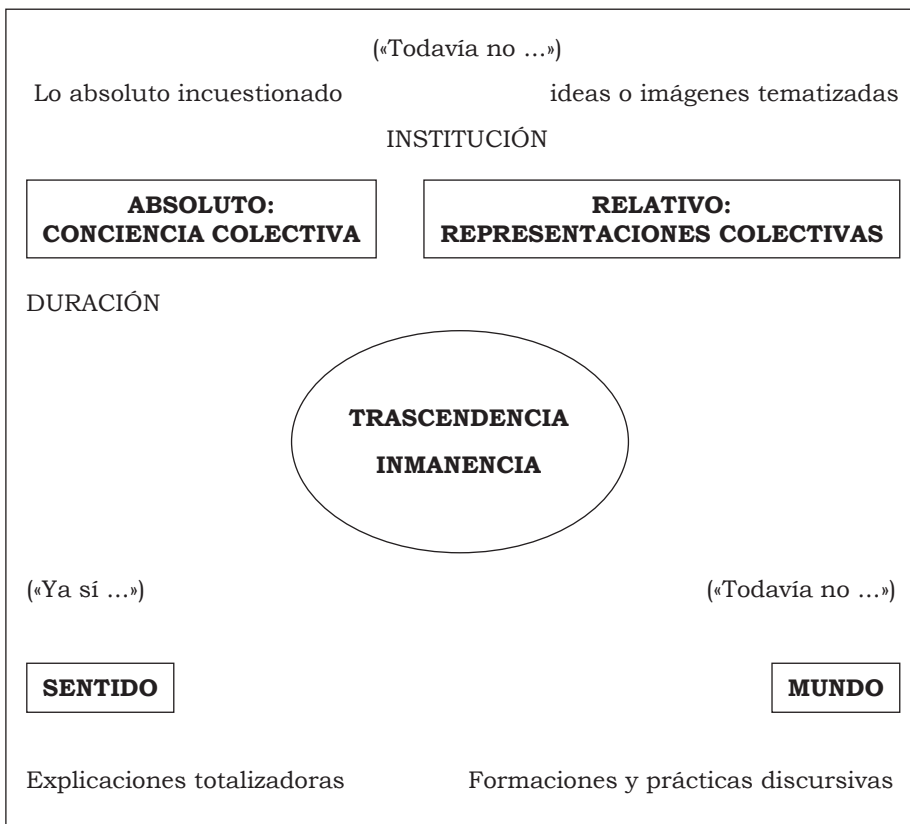 («Todavía no ...»)
Lo absoluto incuestionado ideas o imágenes tematizadas
INSTITUCIÓN
ABSOLUTO:
CONCIENCIA COLECTIVA
RELATIVO:
REPRESENTACIONES COLECTIVAS
DURACIÓN
TRASCENDENCIA
INMANENCIA
(«Ya sí ...») («Todavía no ...»)
SENTIDO MUNDO
Explicaciones totalizadoras Formaciones y prácticas discursivas